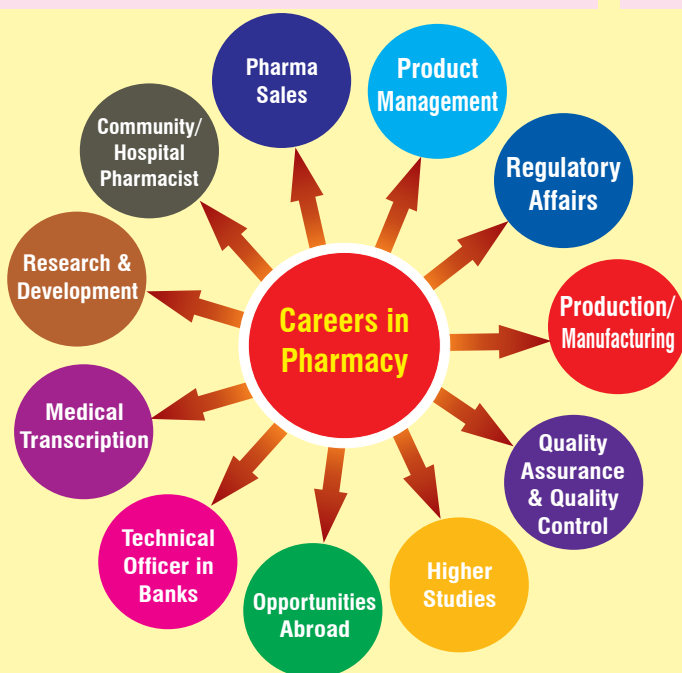 Careers in
Pharmacy
Pharma
Sales
Product
Management
Regulatory
Affairs
Production/
Manufacturing
Quality
Assurance
& Quality
Control
Higher
Studies
Opportunities
Abroad
Technical
Officer in
Banks
Medical
Transcription
Research &
Development
Community/
Hospital
Pharmacist